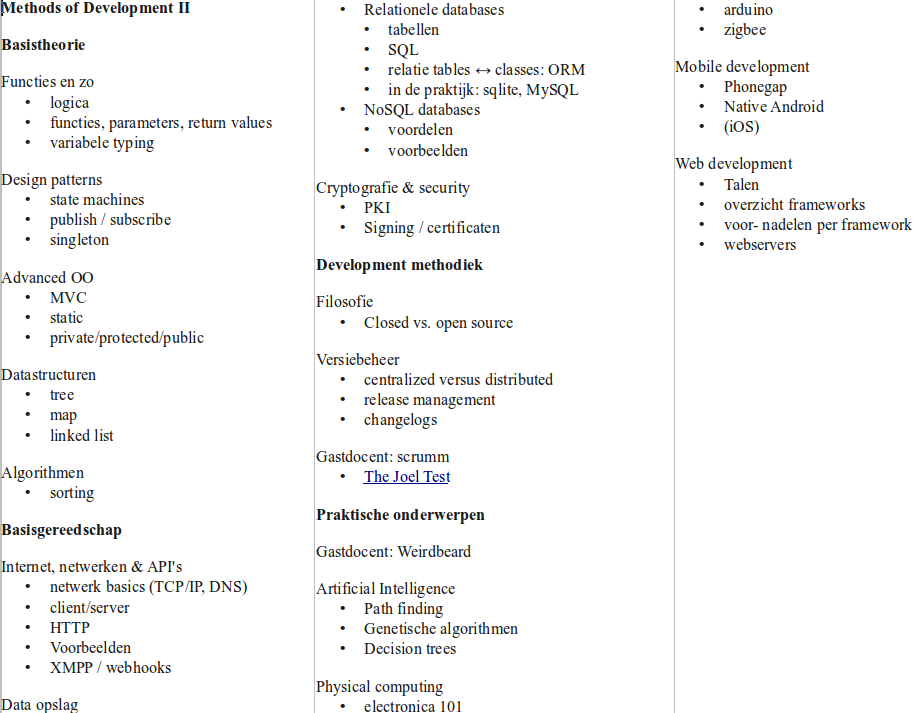 Methods of Development II
Basistheorie
Functies en zo
• logica
• functies, parameters, return values
• variabele typing
Design patterns
• state machines
• publish / subscribe
• singleton
Advanced OO
• MVC
• static
• private/protected/public
Datastructuren
• tree
• map
• linked list
Algorithmen
• sorting
Basisgereedschap
Internet, netwerken & API's
• netwerk basics (TCP/IP, DNS)
• client/server
• HTTP
• Voorbeelden
• XMPP / webhooks
Data opslag
• Relationele databases
• tabellen
• SQL
• relatie tables ↔ classes: ORM
• in de praktijk: sqlite, MySQL
• NoSQL databases
• voordelen
• voorbeelden
Cryptografie & security
• PKI
• Signing / certificaten
Development methodiek
Filosofie
• Closed vs. open source
Versiebeheer
• centralized versus distributed
• release management
• changelogs
Gastdocent: scrumm
• The Joel Test
Praktische onderwerpen
Gastdocent: Weirdbeard
Artificial Intelligence
• Path finding
• Genetische algorithmen
• Decision trees
Physical computing
• electronica 101
• arduino
• zigbee
Mobile development
• Phonegap
• Native Android
• (iOS)
Web development
• Talen
• overzicht frameworks
• voor- nadelen per framework
• webservers